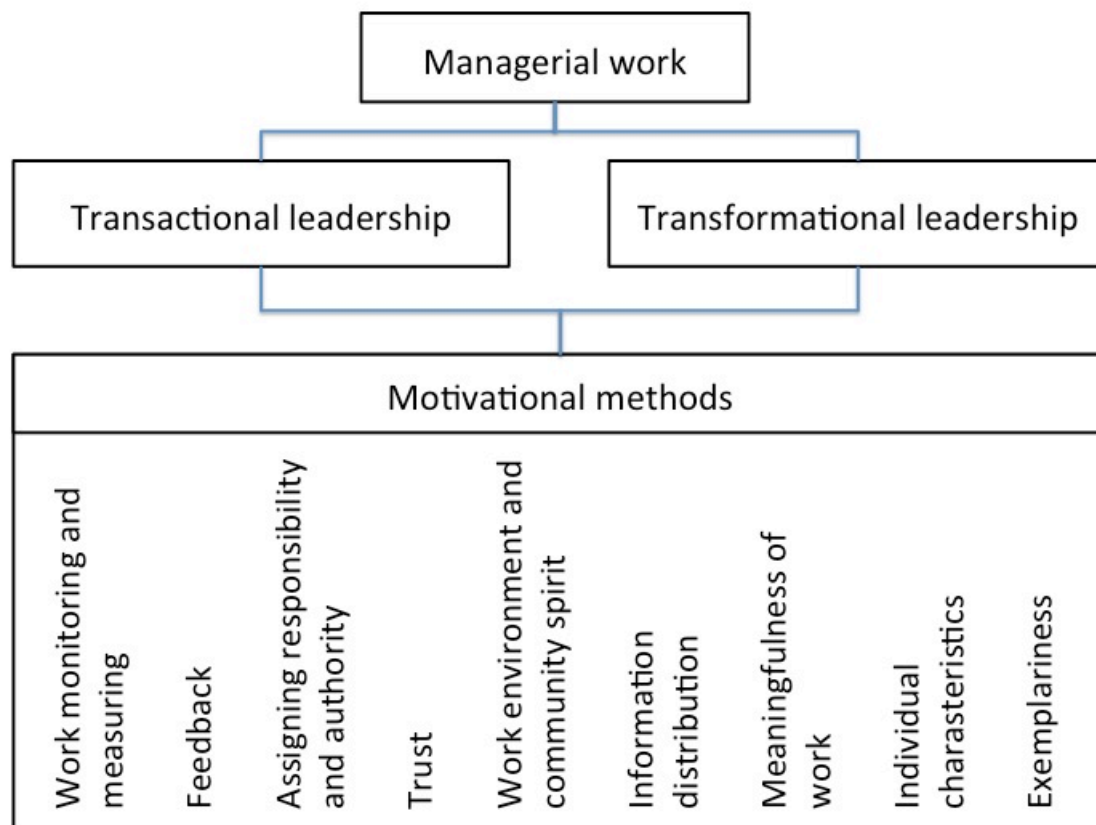 Managerial work
Transactional leadership
Transformational leadership
Motivational methods
Work monitoring and
measuring
Feedback
Assigning responsibility
and authority
Trust
Work environment and
community spirit
Information
distribution
Meaningfulness of
work
Individual
charasteristics
Exemplariness